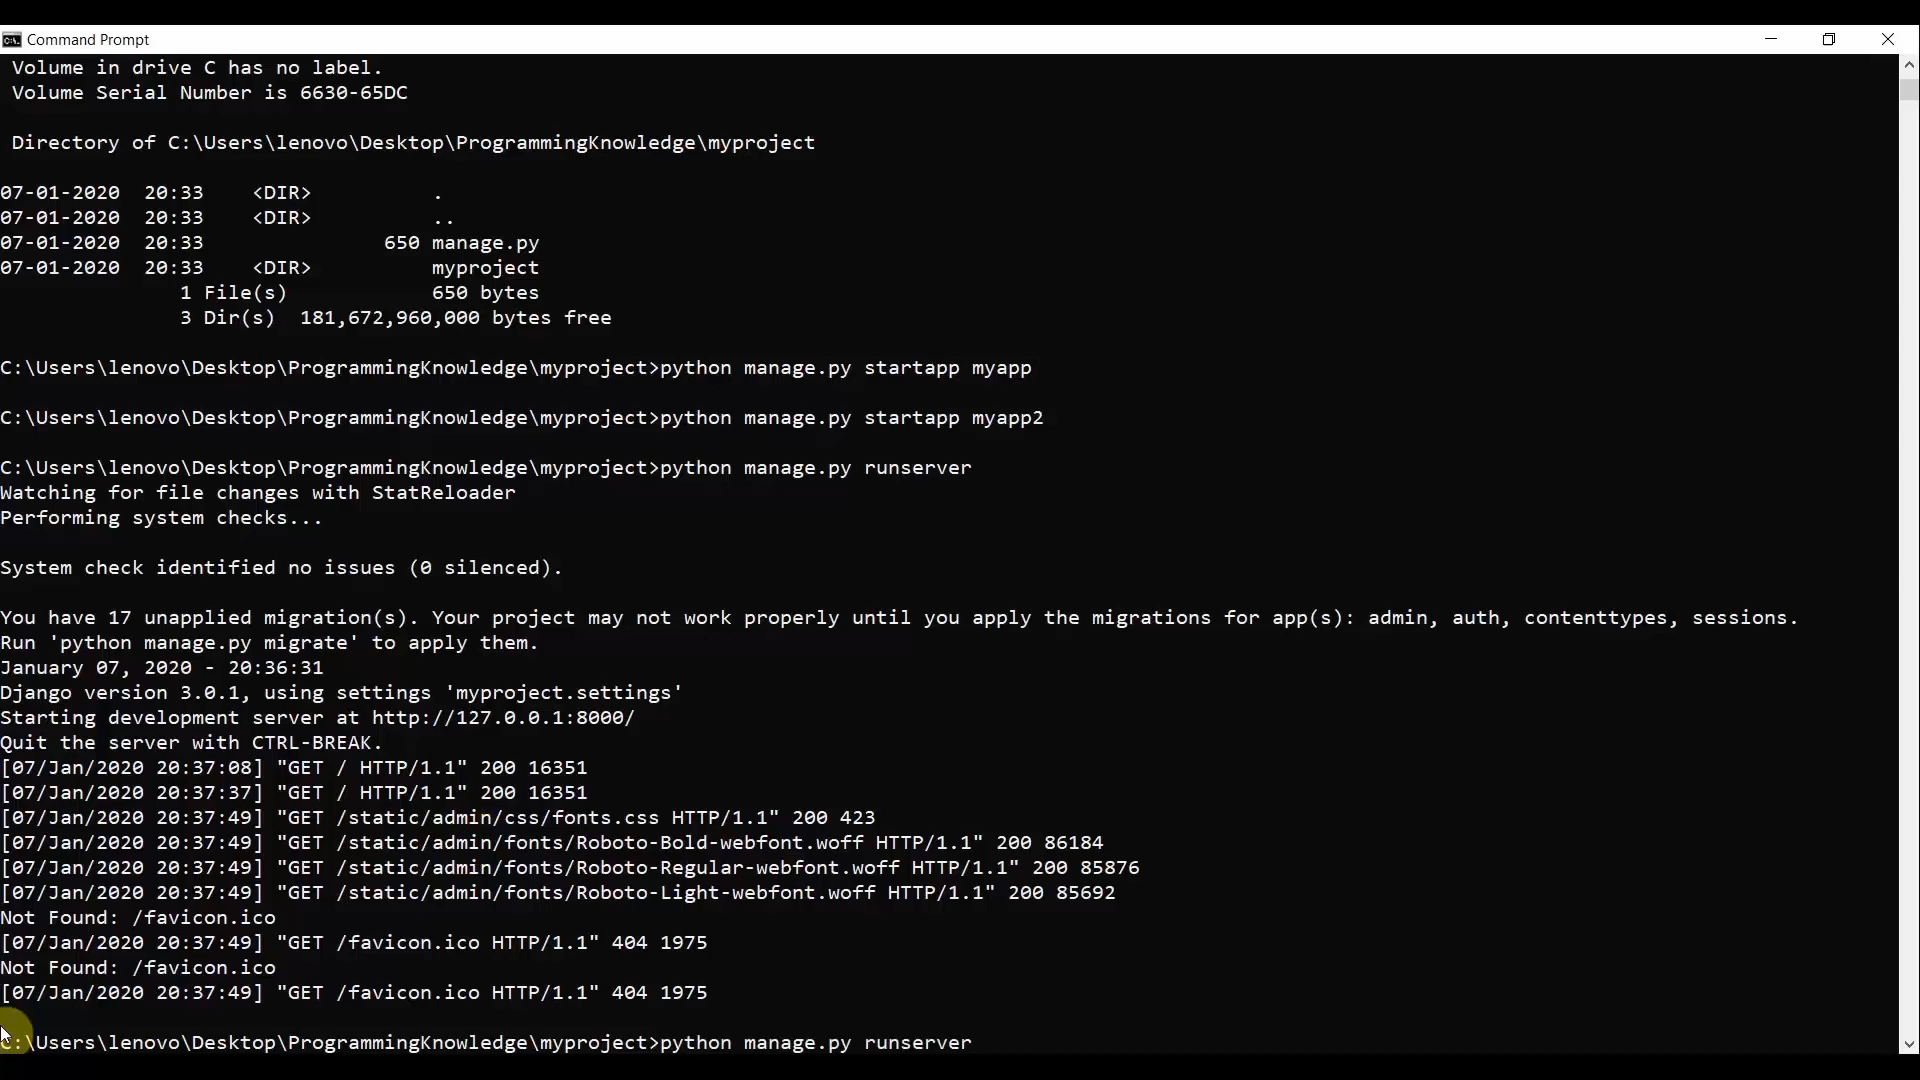 Command Prompt
Volume in drive C has no label.
Volume Serial Number is 6630-65DC
Directory of C:\Users\lenovo\Desktop\ProgrammingKnowledge\myproject
07-01-2020  20:33    <DIR>          .
07-01-2020  20:33    <DIR>          ..
07-01-2020  20:33               650 manage.py
07-01-2020  20:33    <DIR>          myproject
1 File(s)            650 bytes
3 Dir(s)  181,672,960,000 bytes free
C:\Users\lenovo\Desktop\ProgrammingKnowledge\myproject>python manage.py startapp myapp
C:\Users\lenovo\Desktop\ProgrammingKnowledge\myproject>python manage.py startapp myapp2
C:\Users\lenovo\Desktop\ProgrammingKnowledge\myproject>python manage.py runserver
Watching for file changes with StatReloader
Performing system checks...
System check identified no issues (0 silenced).
You have 17 unapplied migration(s). Your project may not work properly until you apply the migrations for app(s): admin, auth, contenttypes, sessions.
Run 'python manage.py migrate' to apply them.
January 07, 2020 - 20:36:31
Django version 3.0.1, using settings 'myproject.settings'
Starting development server at http://127.0.0.1:8000/
Quit the server with CTRL-BREAK.
[07/Jan/2020 20:37:08] "GET / HTTP/1.1" 200 16351
[07/Jan/2020 20:37:37] "GET / HTTP/1.1" 200 16351
[07/Jan/2020 20:37:49] "GET /static/admin/css/fonts.css HTTP/1.1" 200 423
[07/Jan/2020 20:37:49] "GET /static/admin/fonts/Roboto-Bold-webfont.woff HTTP/1.1" 200 86184
[07/Jan/2020 20:37:49] "GET /static/admin/fonts/Roboto-Regular-webfont.woff HTTP/1.1" 200 85876
[07/Jan/2020 20:37:49] "GET /static/admin/fonts/Roboto-Light-webfont.woff HTTP/1.1" 200 85692
Not Found: /favicon.ico
[07/Jan/2020 20:37:49] "GET /favicon.ico HTTP/1.1" 404 1975
Not Found: /favicon.ico
[07/Jan/2020 20:37:49] "GET /favicon.ico HTTP/1.1" 404 1975
C:\Users\lenovo\Desktop\ProgrammingKnowledge\myproject>python manage.py runserver